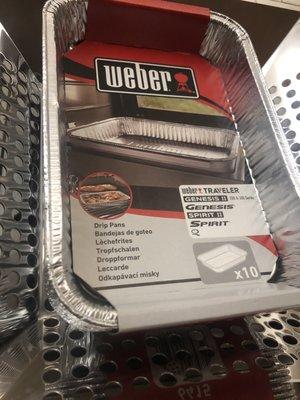 weber
weber TRAVELER
GENESIS II
GENESIS
SPIRIT II
SPIRIT
Q
x10
Drip Pans
Bandejas de goteo
Lèchefrites
Tropfschalen
Droppformar
Leccarde
Odkapávací misky
6415